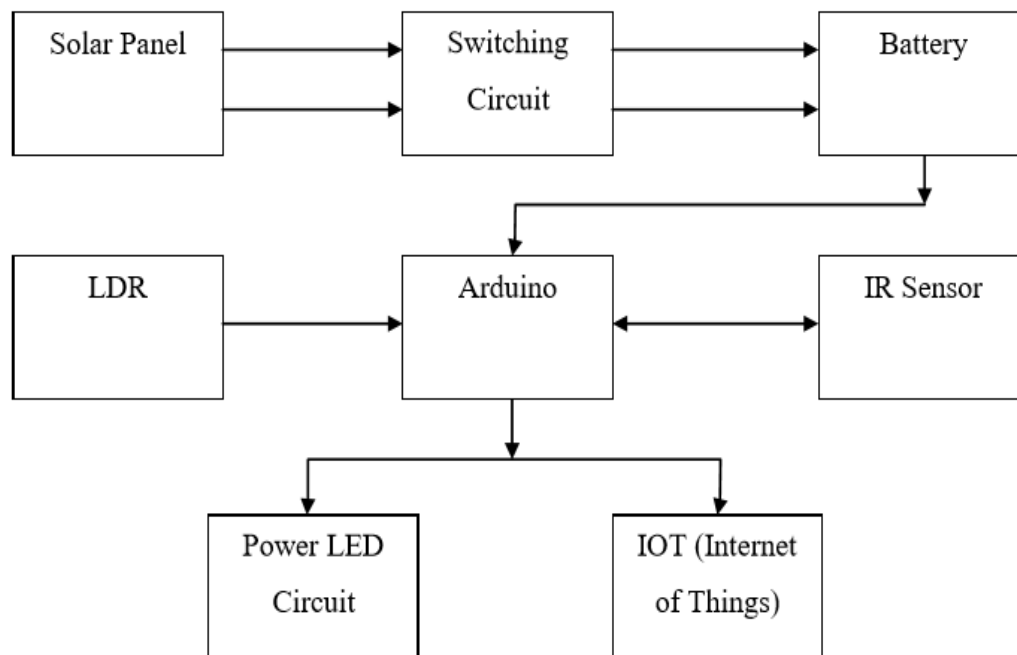 Solar Panel
Switching
Circuit
Battery
LDR
Arduino
IR Sensor
Power LED
Circuit
IOT (Internet
of Things)